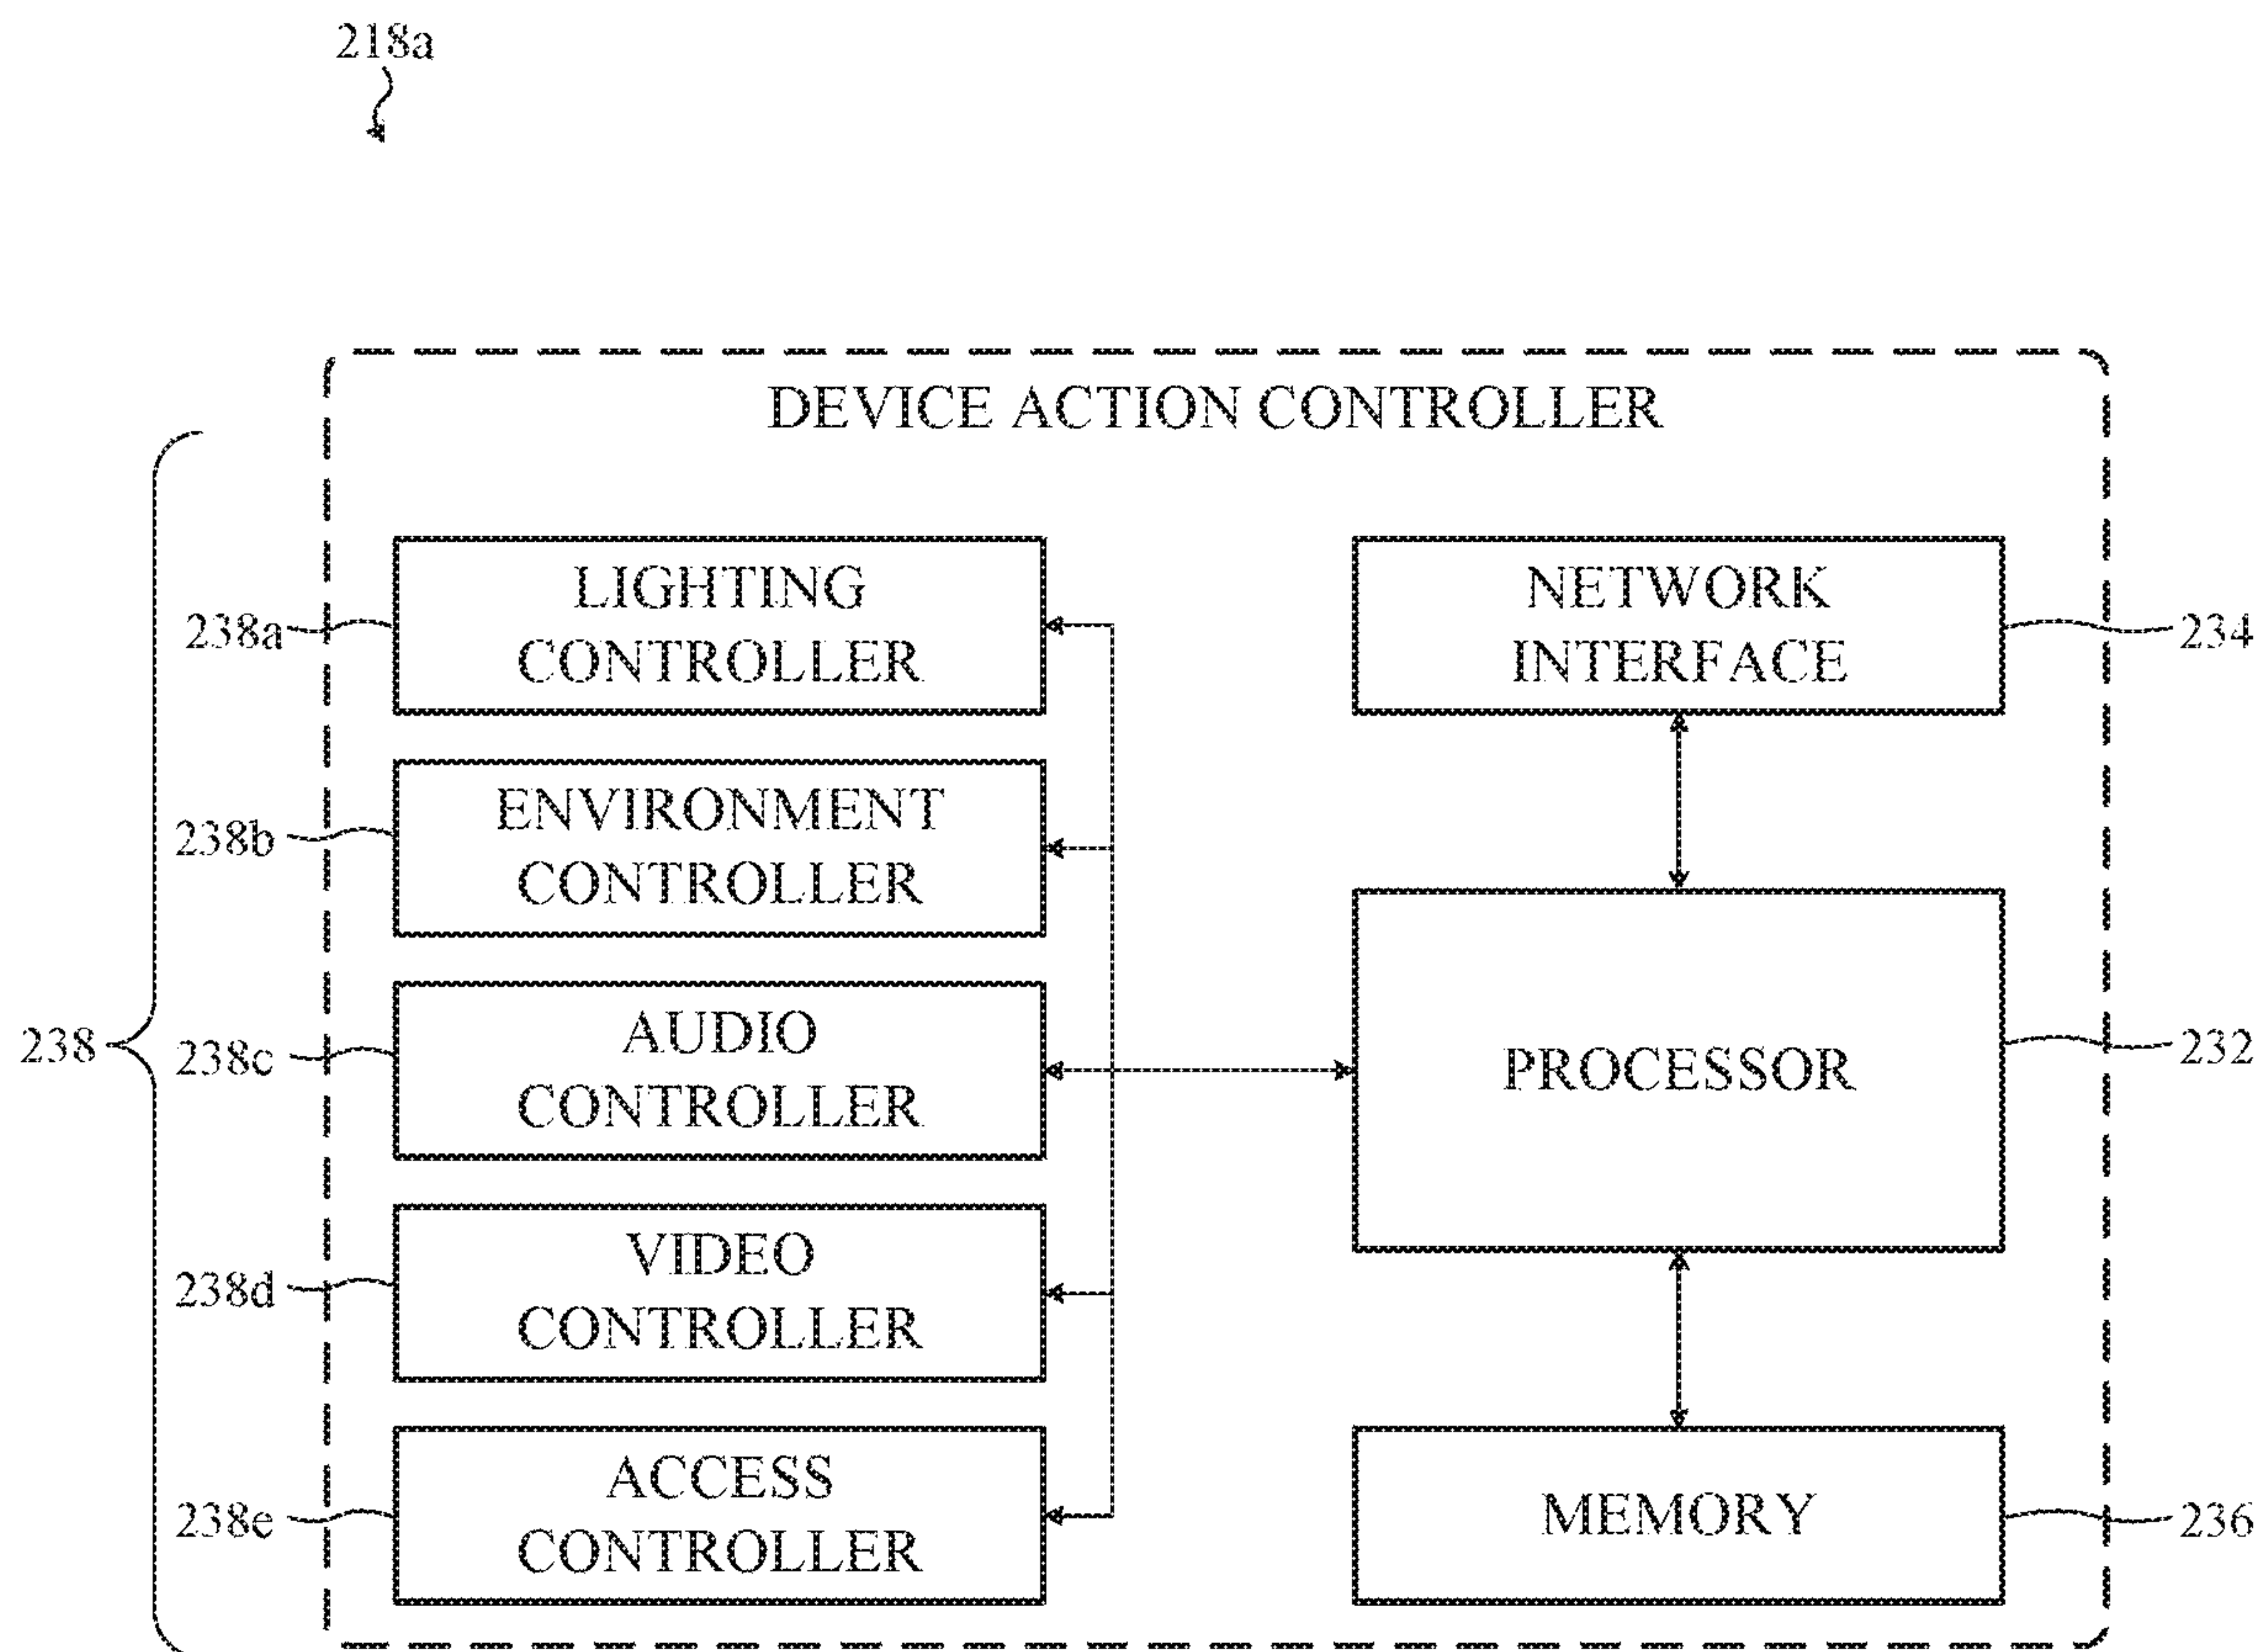 218a
DEVICE ACTION CONTROLLER
LIGHTING
CONTROLLER
238a
NETWORK
INTERFACE
234
ENVIRONMENT
CONTROLLER
238b
AUDIO
CONTROLLER
238c
238
PROCESSOR
232
VIDEO
CONTROLLER
238d
ACCESS
CONTROLLER
238e
MEMORY
236